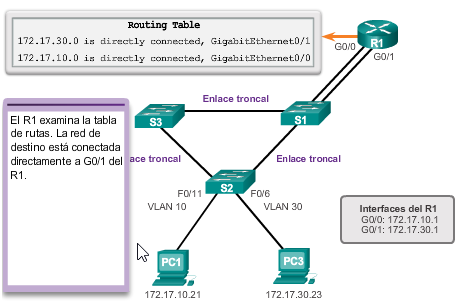 Routing Table
172.17.30.0 is directly connected, GigabitEthernet0/1
172.17.10.0 is directly connected, GigabitEthernet0/0
G0/0
R1
G0/1
Enlace troncal
S3
S1
El R1 examina la tabla
de rutas. La red de
destino está conectada
directamente a G0/1 del
R1.
Enlace troncal
Enlace troncal
S2
F0/11
F0/6
VLAN 10
VLAN 30
Interfaces del R1
G0/0: 172.17.10.1
G0/1: 172.17.30.1
PC1
PC3
172.17.10.21
172.17.30.23